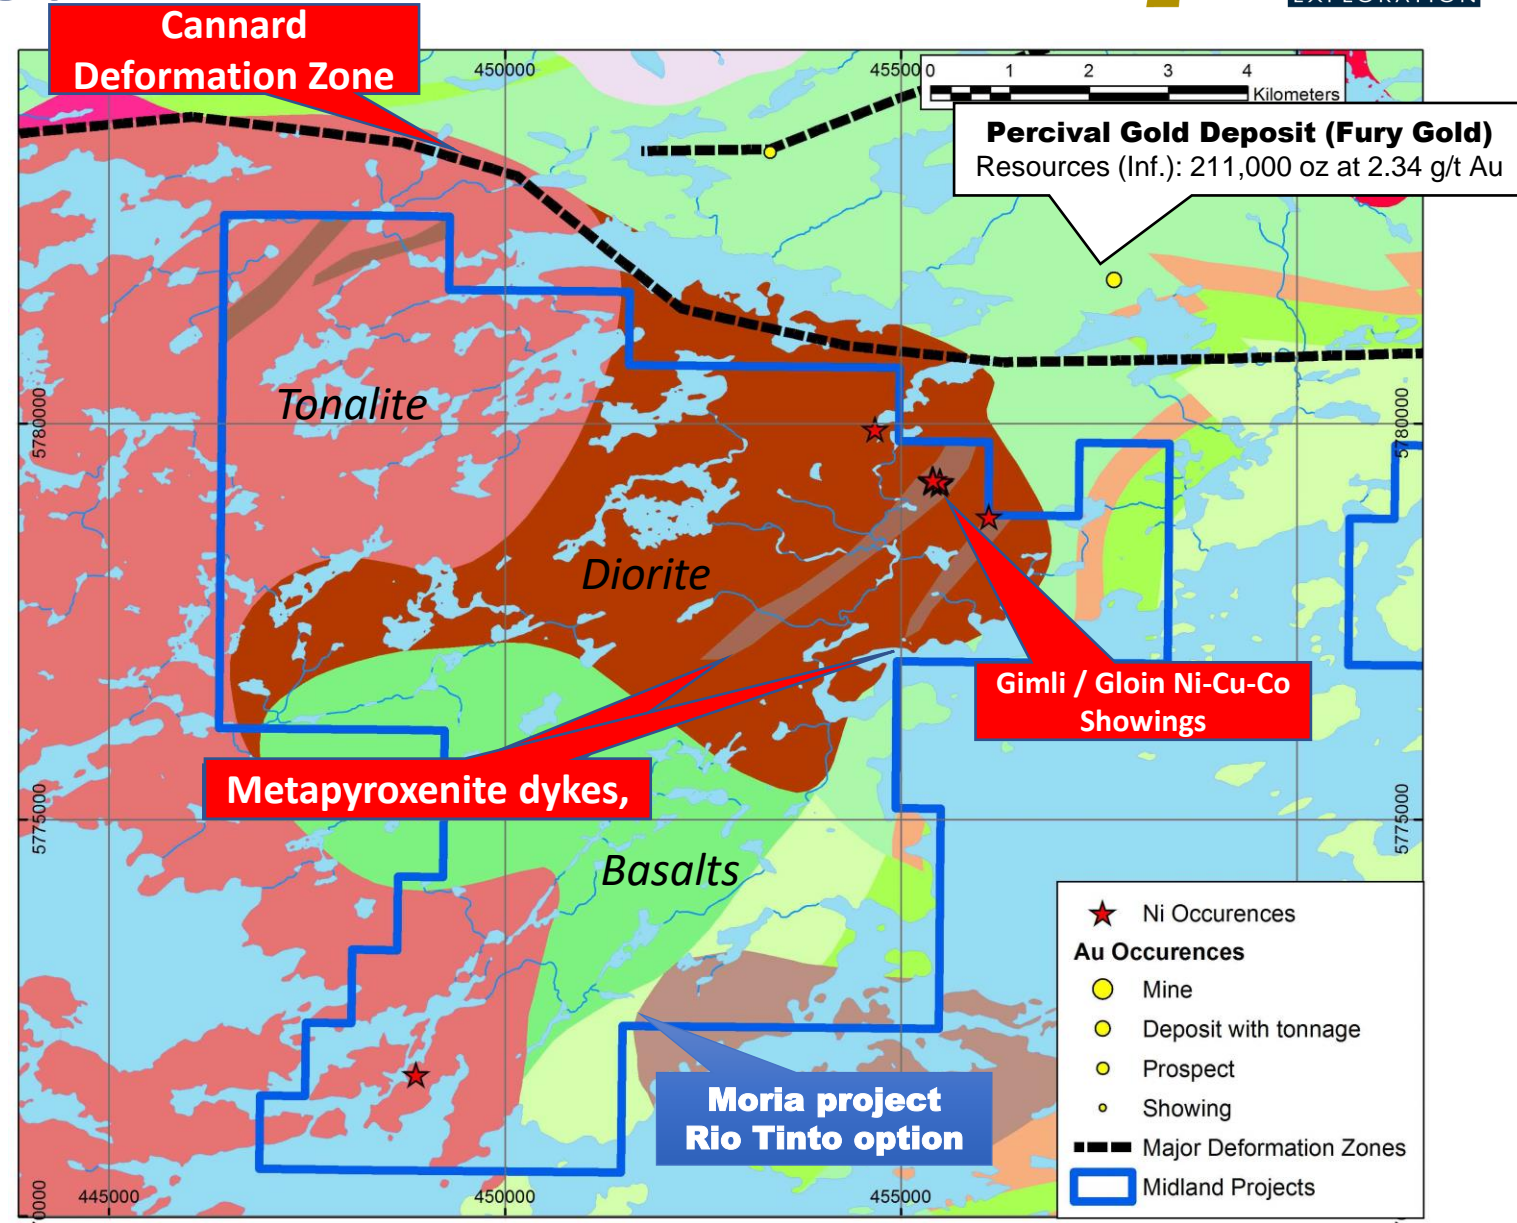 EXPLORATION
Cannard
Deformation Zone
450000
455000
0 1 2 3 4
Kilometers
Percival Gold Deposit (Fury Gold)
Resources (Inf.): 211,000 oz at 2.34 g/t Au
Tonalite
5780000
5780000
Diorite
Gimli / Gloin Ni-Cu-Co
Showings
Metapyroxenite dykes,
5775000
5775000
Basalts
Ni Occurences
Au Occurences
Mine
Deposit with tonnage
Prospect
Showing
Major Deformation Zones
Midland Projects
Moria project
Rio Tinto option
445000
450000
455000